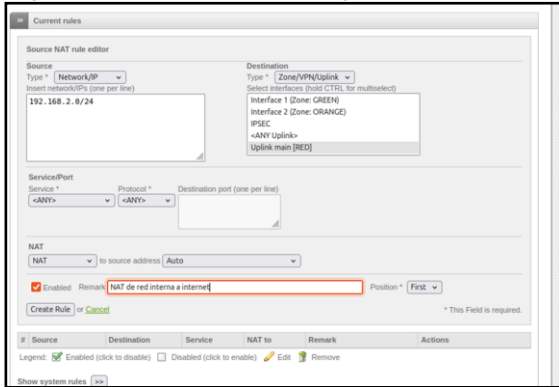 Current rules
Source NAT rule editor
Source
Type * Network/IP
Insert network/IPs (one per line)
192.168.2.0/24
Destination
Type * Zone/VPN/Uplink
Select interfaces (hold CTRL for multiselect)
Interface 1 (Zone: GREEN)
Interface 2 (Zone: ORANGE)
IPSEC
<ANY Uplink>
Uplink main [RED]
Service/Port
Service * Protocol * Destination port (one per line)
<ANY> <ANY>
NAT
NAT to source address Auto
Enabled Remark NAT de red interna a internet Position * First
Create Rule or Cancel * This Field is required.
# Source Destination Service NAT to Remark Actions
Legend: Enabled (click to disable) Disabled (click to enable) Edit Remove
Show system rules >>